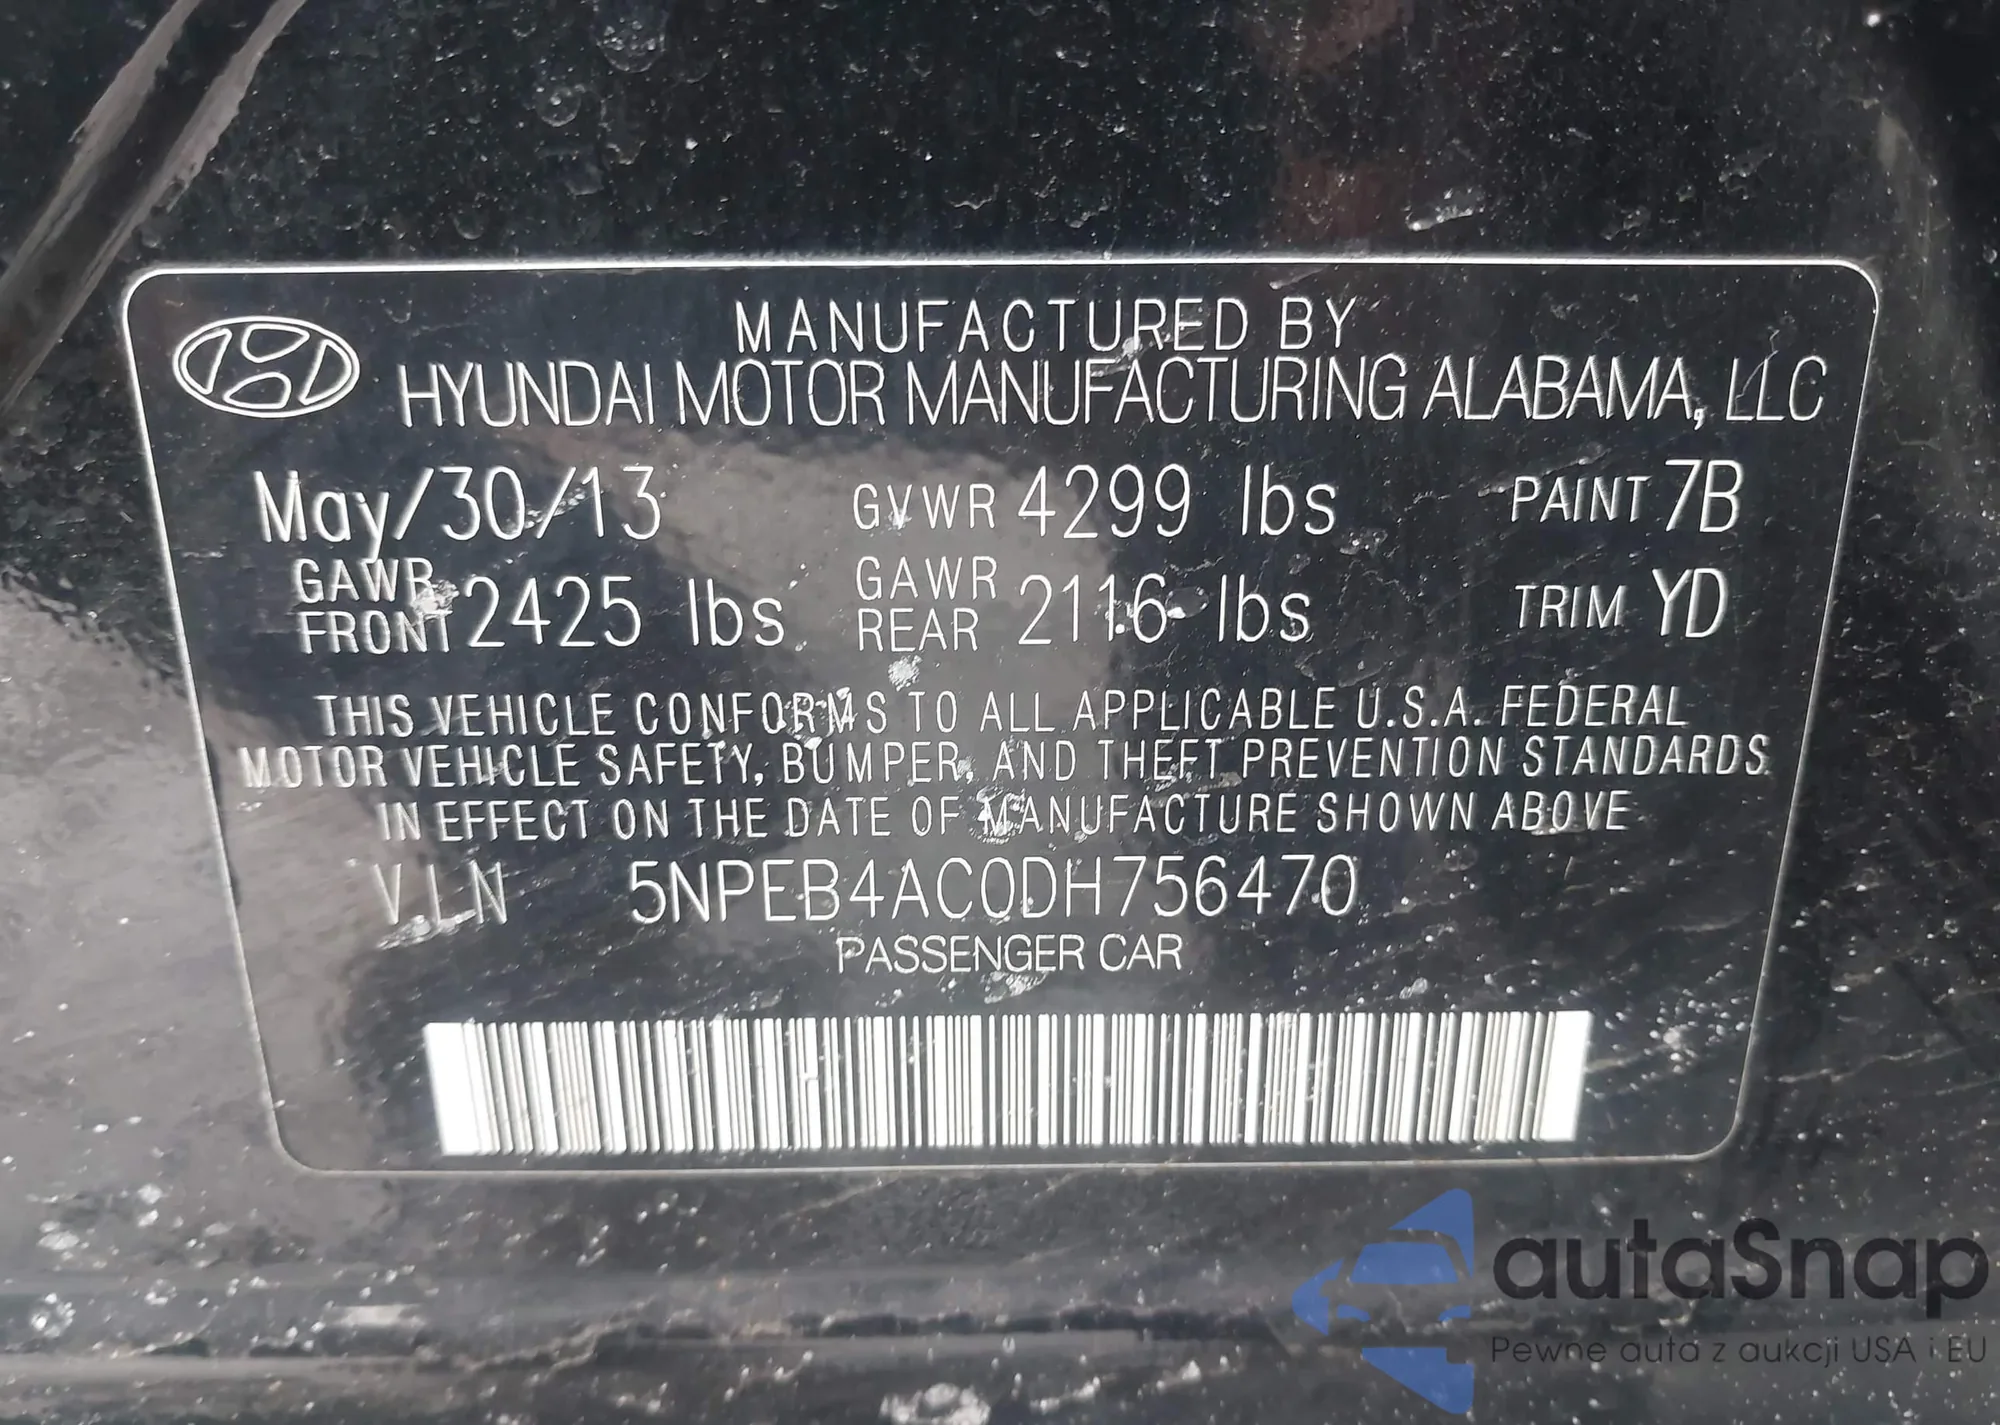 MANUFACTURED BY
HYUNDAI MOTOR MANUFACTURING ALABAMA, LLC
May/30/13 GVWR 4299 lbs PAINT 7B
GAWR FRONT 2425 lbs GAWR REAR 2116 lbs TRIM YD
THIS VEHICLE CONFORMS TO ALL APPLICABLE U.S.A. FEDERAL
MOTOR VEHICLE SAFETY, BUMPER, AND THEFT PREVENTION STANDARDS
IN EFFECT ON THE DATE OF MANUFACTURE SHOWN ABOVE
V.I.N 5NPEB4AC0DH756470
PASSENGER CAR
autaSnap
Pewne auta z aukcji USA i EU